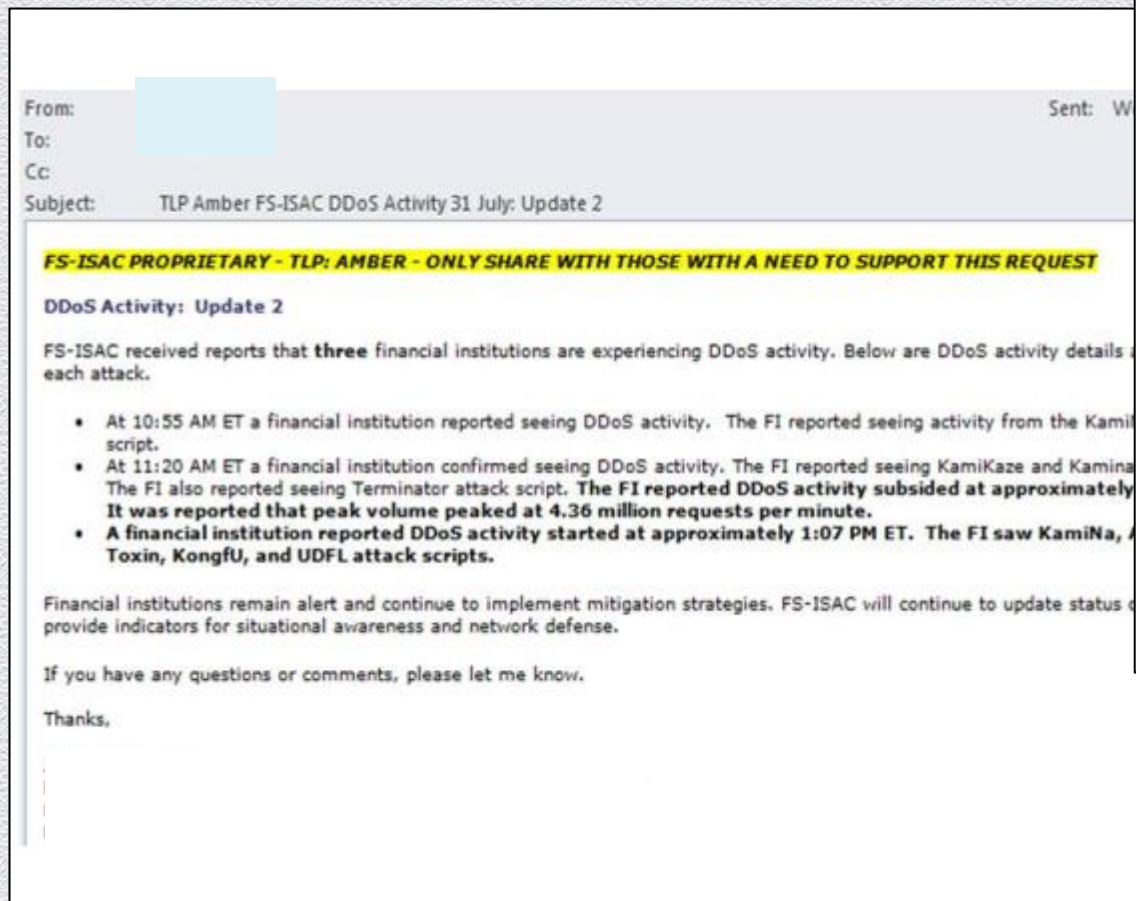 From:
Sent:
To:
Cc:
Subject: TLP Amber FS-ISAC DDoS Activity 31 July: Update 2
FS-ISAC PROPRIETARY - TLP: AMBER - ONLY SHARE WITH THOSE WITH A NEED TO SUPPORT THIS REQUEST
DDoS Activity: Update 2
FS-ISAC received reports that three financial institutions are experiencing DDoS activity. Below are DDoS activity details
each attack.
• At 10:55 AM ET a financial institution reported seeing DDoS activity. The FI reported seeing activity from the
script.
• At 11:20 AM ET a financial institution confirmed seeing DDoS activity. The FI reported seeing KamiKaze and Kamina
The FI also reported seeing Terminator attack script. The FI reported DDoS activity subsided at approximately
It was reported that peak volume peaked at 4.36 million requests per minute.
• A financial institution reported DDoS activity started at approximately 1:07 PM ET. The FI saw KamiNa,
Toxin, KongfU, and UDFL attack scripts.
Financial institutions remain alert and continue to implement mitigation strategies. FS-ISAC will continue to update status
provide indicators for situational awareness and network defense.
If you have any questions or comments, please let me know.
Thanks,